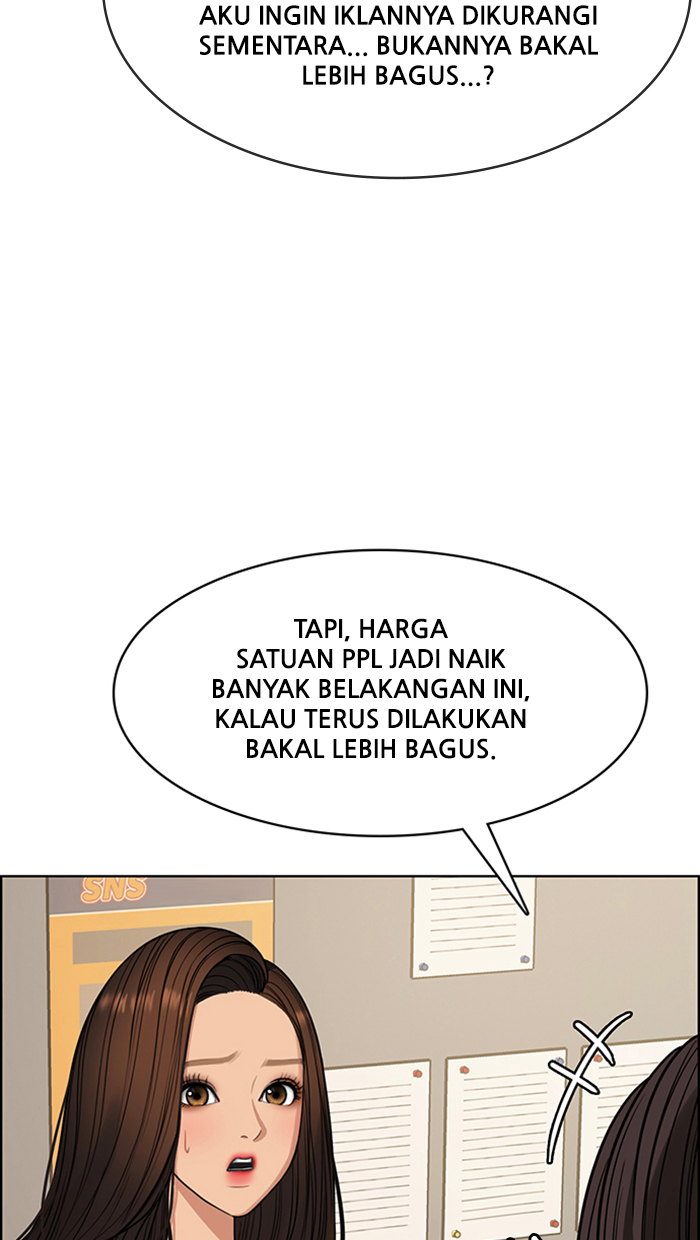 AKU INGIN IKLANNYA DIKURANGI
SEMENTARA... BUKANNYA BAKAL
LEBIH BAGUS...?
TAPI, HARGA
SATUAN PPL JADI NAIK
BANYAK BELAKANGAN INI,
KALAU TERUS DILAKUKAN
BAKAL LEBIH BAGUS.
SNS